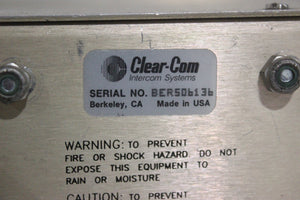 Clear-Com
Intercom Systems
SERIAL NO. BER506136
Berkeley, CA Made in USA
WARNING: TO PREVENT
FIRE OR SHOCK HAZARD DO NOT
EXPOSE THIS EQUIPMENT TO
RAIN OR MOISTURE
CAUTION: TO PREVENT